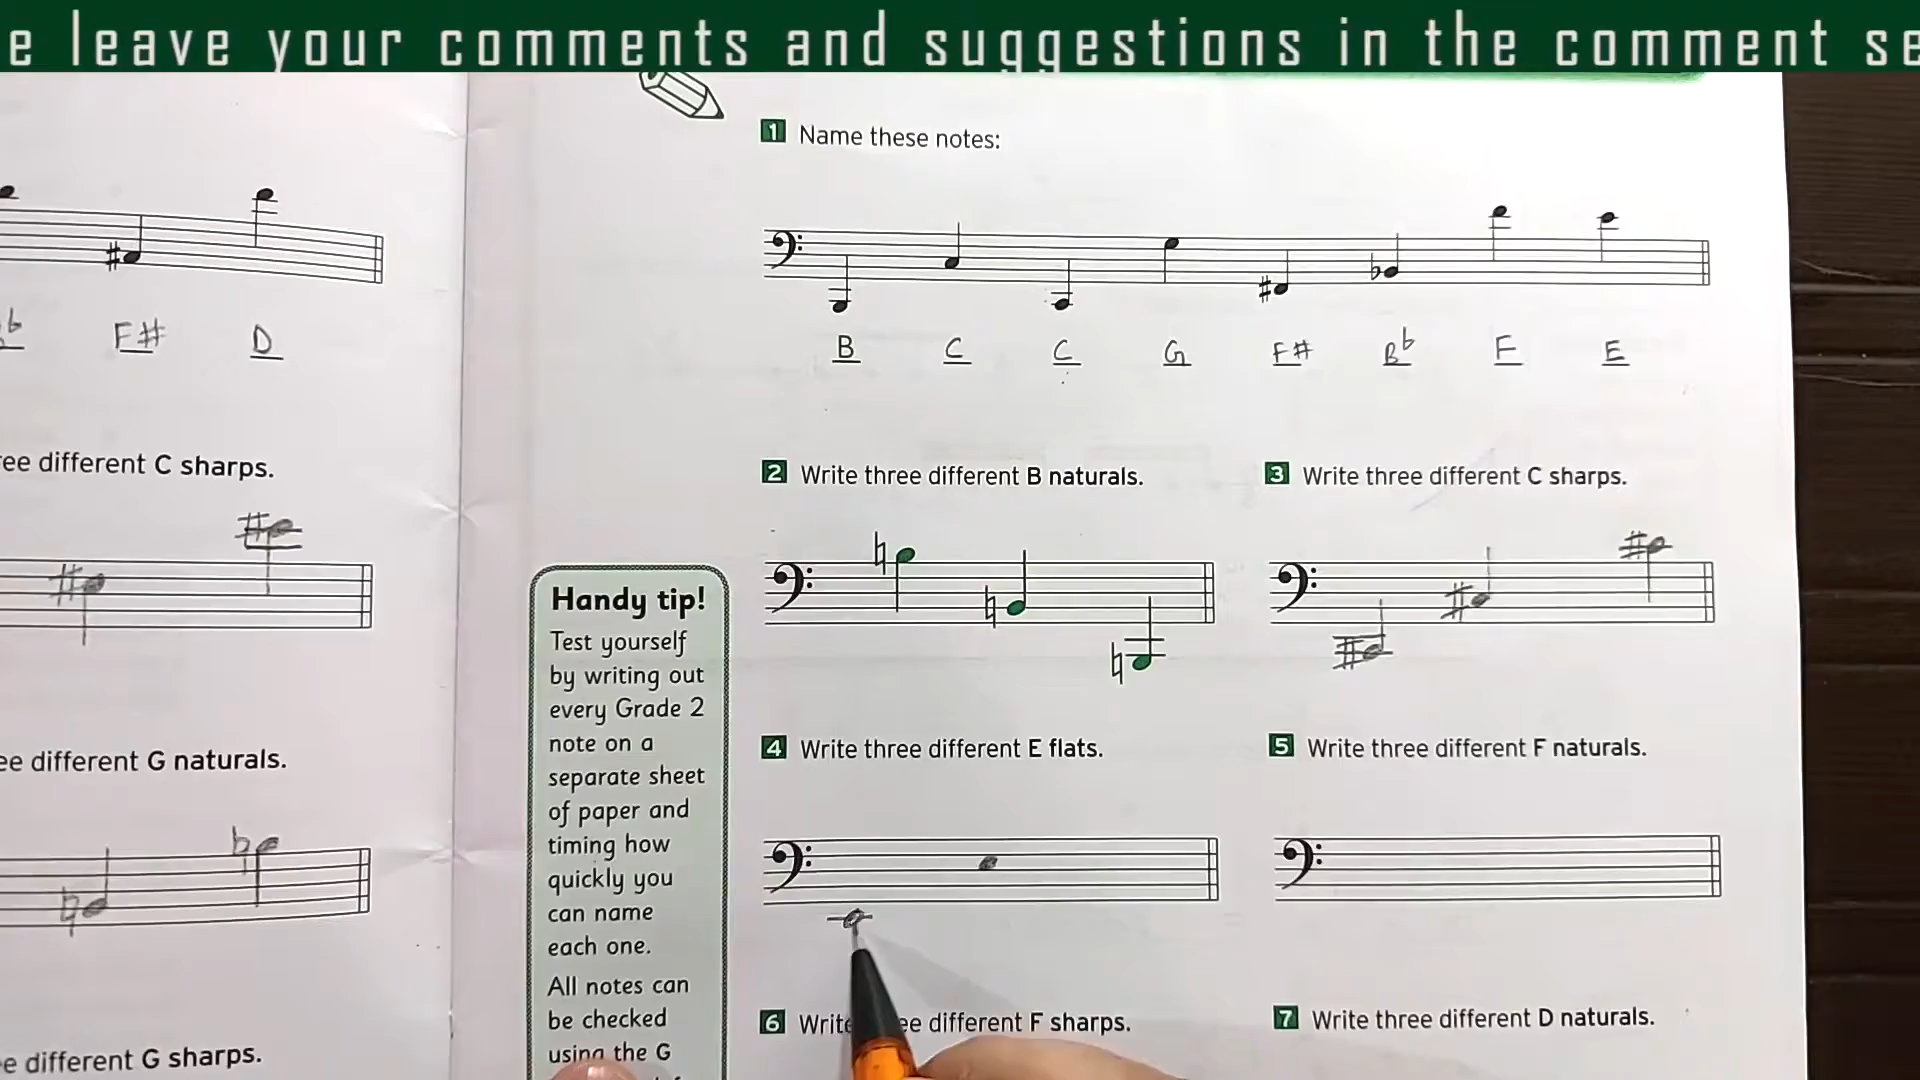 e leave your comments and suggestions in the comment se
1 Name these notes:
F# D
B C C G F# B♭ F E
ree different C sharps.
2 Write three different B naturals.
3 Write three different C sharps.
Handy tip!
Test yourself
by writing out
every Grade 2
note on a
separate sheet
of paper and
timing how
quickly you
can name
each one.
All notes can
be checked
using the G
ee different G naturals.
4 Write three different E flats.
5 Write three different F naturals.
e different G sharps.
6 Write ee different F sharps.
7 Write three different D naturals.